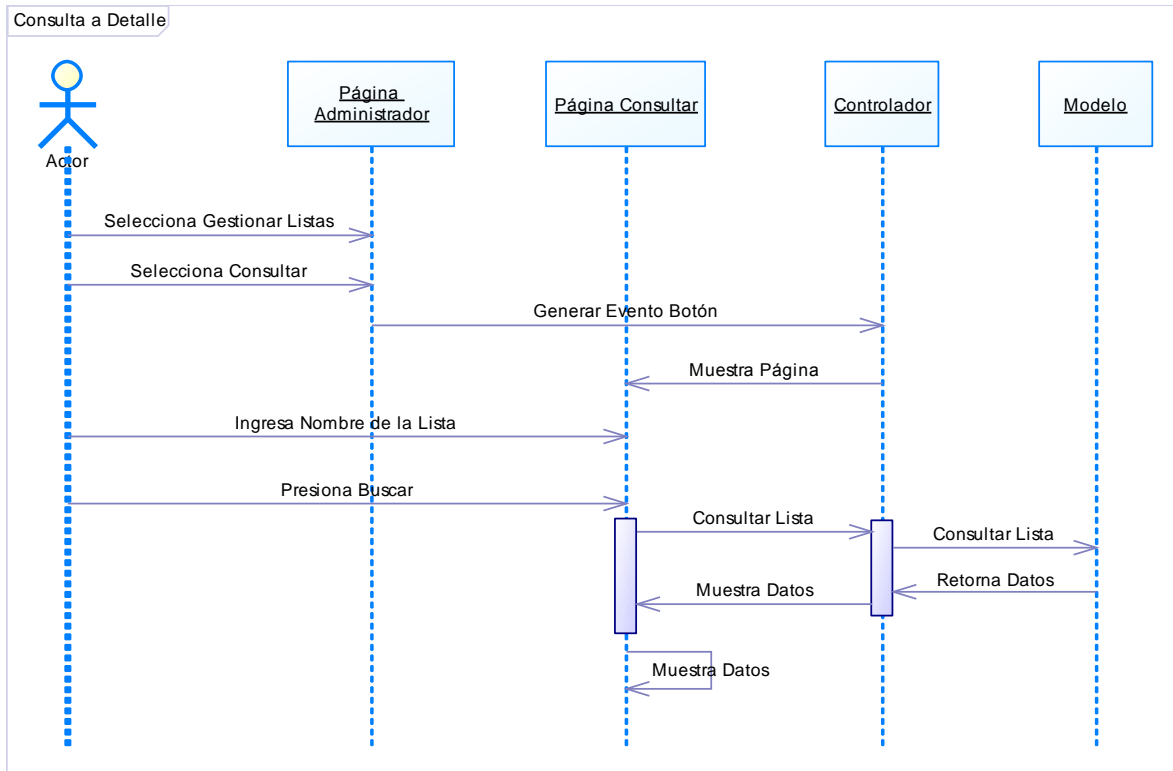 Consulta a Detalle
Página
Administrador
Página Consultar
Controlador
Modelo
Actor
Selecciona Gestionar Listas
Selecciona Consultar
Generar Evento Botón
Muestra Página
Ingresa Nombre de la Lista
Presiona Buscar
Consultar Lista
Consultar Lista
Retorna Datos
Muestra Datos
Muestra Datos